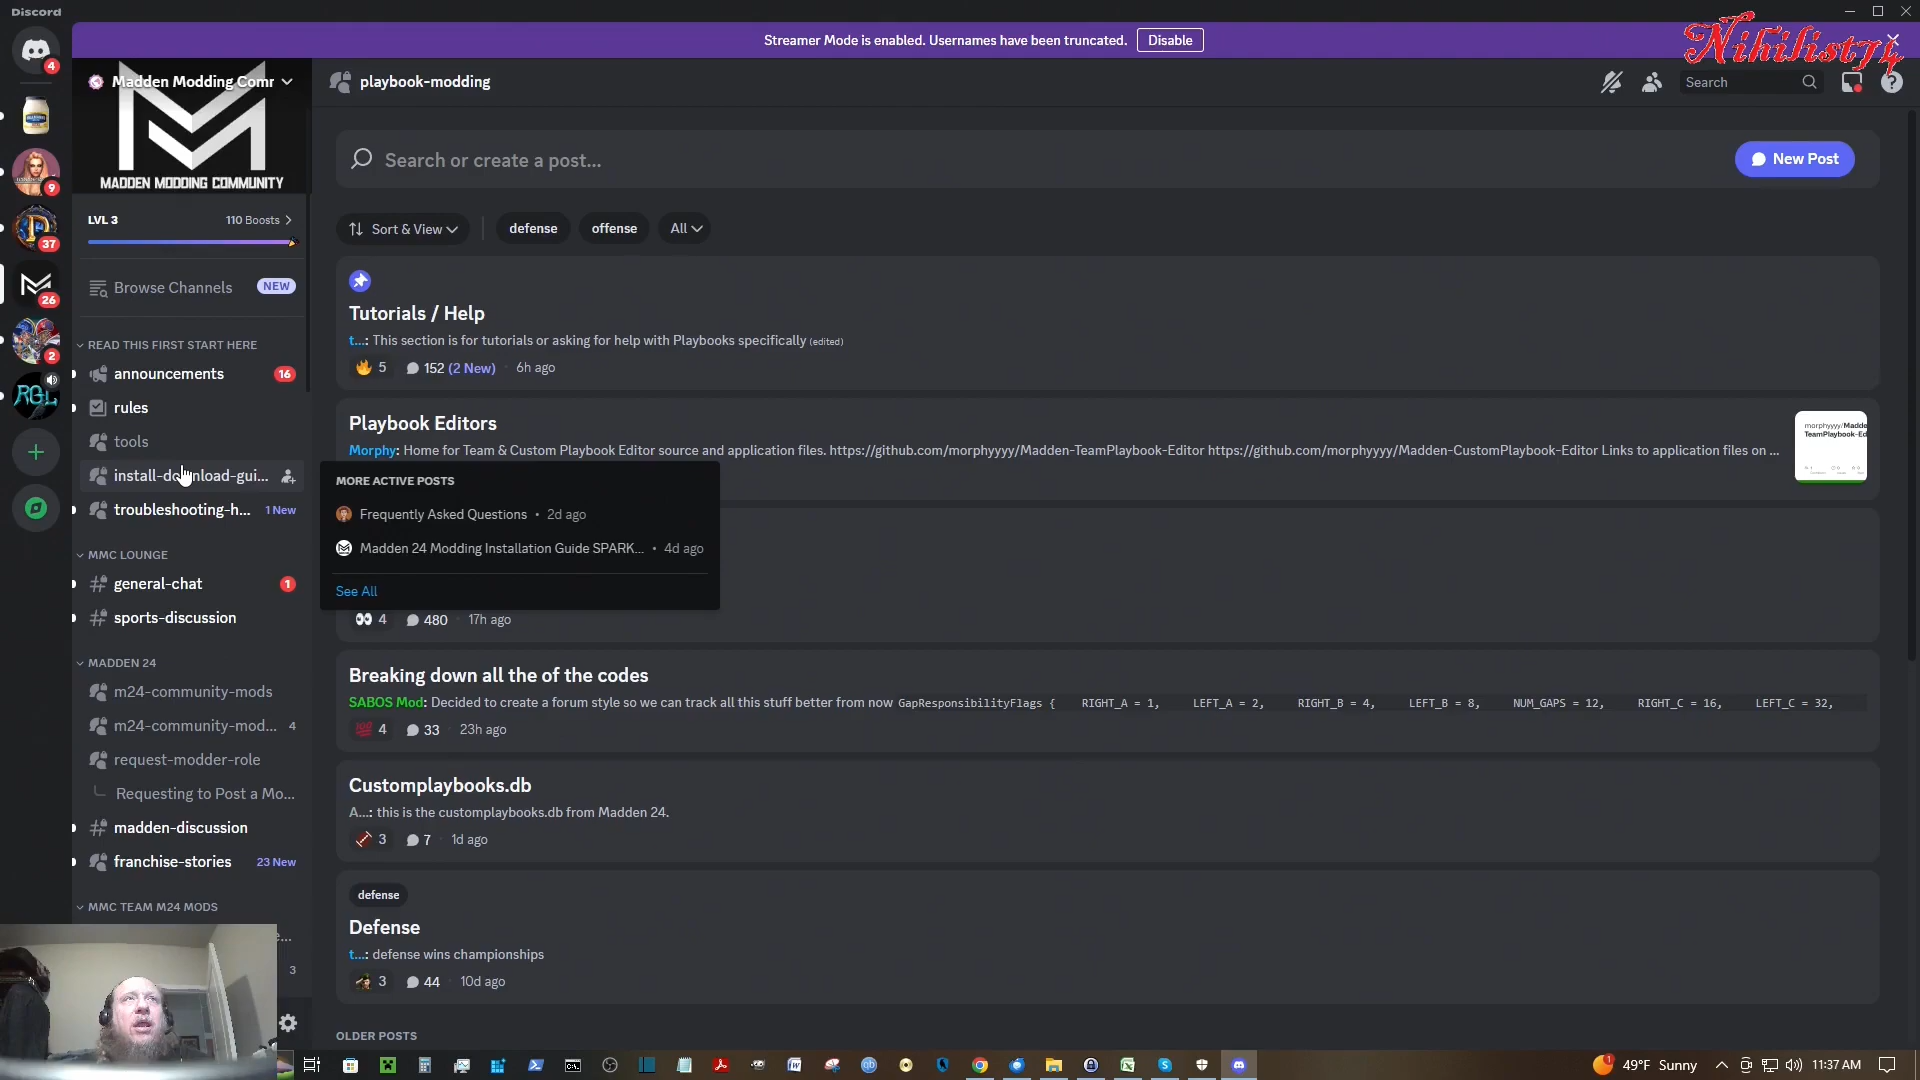 Discord
Streamer Mode is enabled. Usernames have been truncated. Disable
Nihilist74
Madden Modding Comr
playbook-modding
Search
MADDEN MODDING COMMUNITY
LVL 3 110 Boosts
Browse Channels NEW
READ THIS FIRST START HERE
announcements 16
rules
tools
install-download-gui...
troubleshooting-h... 1 New
MMC LOUNGE
general-chat 1
sports-discussion
MADDEN 24
m24-community-mods
m24-community-mod... 4
request-modder-role
Requesting to Post a Mo...
madden-discussion
franchise-stories 23 New
MMC TEAM M24 MODS
e...
3
4
9
37
26
2
RGL
Search or create a post...
New Post
Sort & View defense offense All
Tutorials / Help
t...: This section is for tutorials or asking for help with Playbooks specifically (edited)
5 152 (2 New) · 6h ago
Playbook Editors
Morphy: Home for Team & Custom Playbook Editor source and application files. https://github.com/morphyyyy/Madden-TeamPlaybook-Editor https://github.com/morphyyyy/Madden-CustomPlaybook-Editor Links to application files on ...
morphyyyy/Madde
TeamPlaybook-Ed
MORE ACTIVE POSTS
Frequently Asked Questions • 2d ago
Madden 24 Modding Installation Guide SPARK... • 4d ago
See All
4 480 · 17h ago
Breaking down all the of the codes
SABOS Mod: Decided to create a forum style so we can track all this stuff better from now GapResponsibilityFlags { RIGHT_A = 1, LEFT_A = 2, RIGHT_B = 4, LEFT_B = 8, NUM_GAPS = 12, RIGHT_C = 16, LEFT_C = 32,
4 33 · 23h ago
Customplaybooks.db
A...: this is the customplaybooks.db from Madden 24.
3 7 · 1d ago
defense
Defense
t...: defense wins championships
3 44 · 10d ago
OLDER POSTS
49°F Sunny
11:37 AM